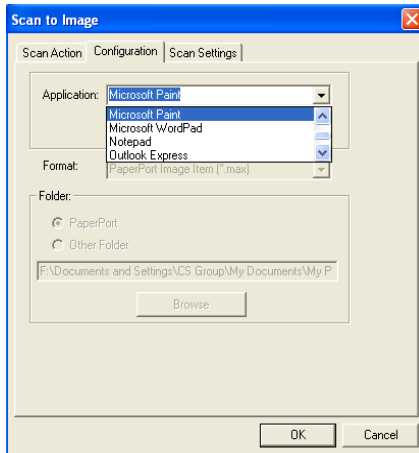 Scan to Image
Scan Action Configuration Scan Settings
Application: Microsoft Paint
Microsoft Paint
Microsoft WordPad
Notepad
Outlook Express
Format: PaperPort Image Item (*.max)
Folder:
PaperPort
Other Folder
F:\Documents and Settings\CS Group\My Documents\My P
Browse
OK Cancel